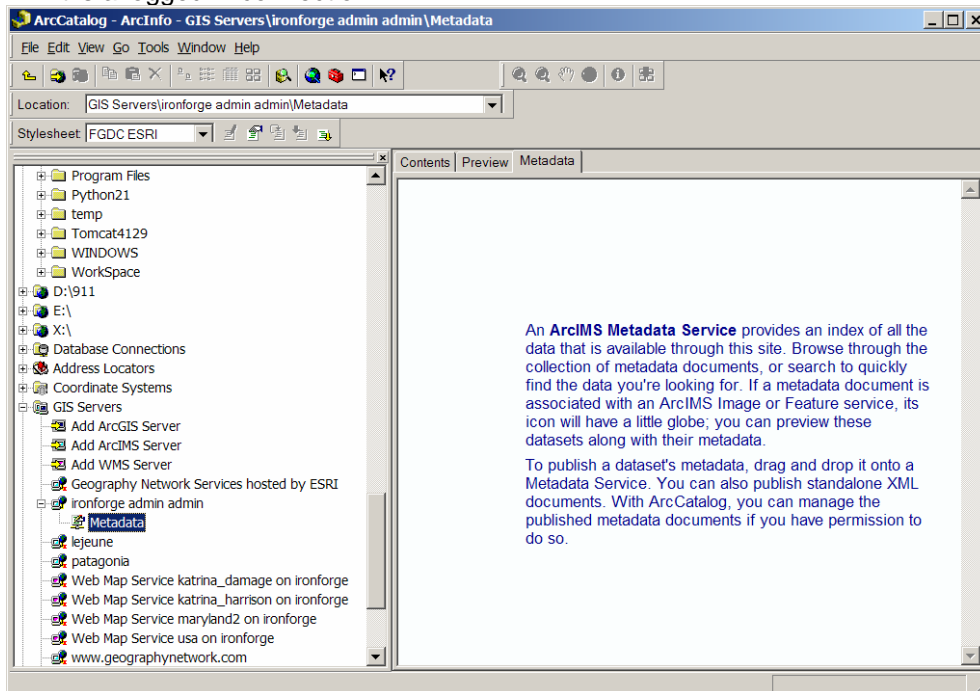 ArcCatalog - ArcInfo - GIS Servers\ironforge admin admin\Metadata
File Edit View Go Tools Window Help
Location: GIS Servers\ironforge admin admin\Metadata
Stylesheet: FGDC ESRI
Contents Preview Metadata
Program Files
Python21
temp
Tomcat4129
WINDOWS
WorkSpace
D:\911
E:\
X:\
Database Connections
Address Locators
Coordinate Systems
GIS Servers
Add ArcGIS Server
Add ArcIMS Server
Add WMS Server
Geography Network Services hosted by ESRI
ironforge admin admin
Metadata
lejeune
patagonia
Web Map Service katrina_damage on ironforge
Web Map Service katrina_harrison on ironforge
Web Map Service maryland2 on ironforge
Web Map Service usa on ironforge
www.geographynetwork.com
An ArcIMS Metadata Service provides an index of all the
data that is available through this site. Browse through the
collection of metadata documents, or search to quickly
find the data you're looking for. If a metadata document is
associated with an ArcIMS Image or Feature service, its
icon will have a little globe; you can preview these
datasets along with their metadata.
To publish a dataset's metadata, drag and drop it onto a
Metadata Service. You can also publish standalone XML
documents. With ArcCatalog, you can manage the
published metadata documents if you have permission to
do so.